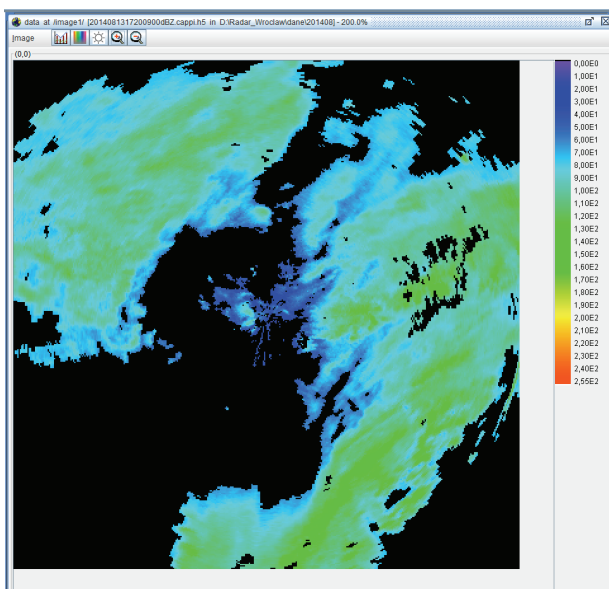 data at /image1/ [2014081317200900dBZ.cappi.h5 in D:\Radar_Wroclaw\dane\201408] - 200.0%
Image
(0,0)
0,00E0
1,00E1
2,00E1
3,00E1
4,00E1
5,00E1
6,00E1
7,00E1
8,00E1
9,00E1
1,00E2
1,10E2
1,20E2
1,30E2
1,40E2
1,50E2
1,60E2
1,70E2
1,80E2
1,90E2
2,00E2
2,10E2
2,20E2
2,30E2
2,40E2
2,55E2